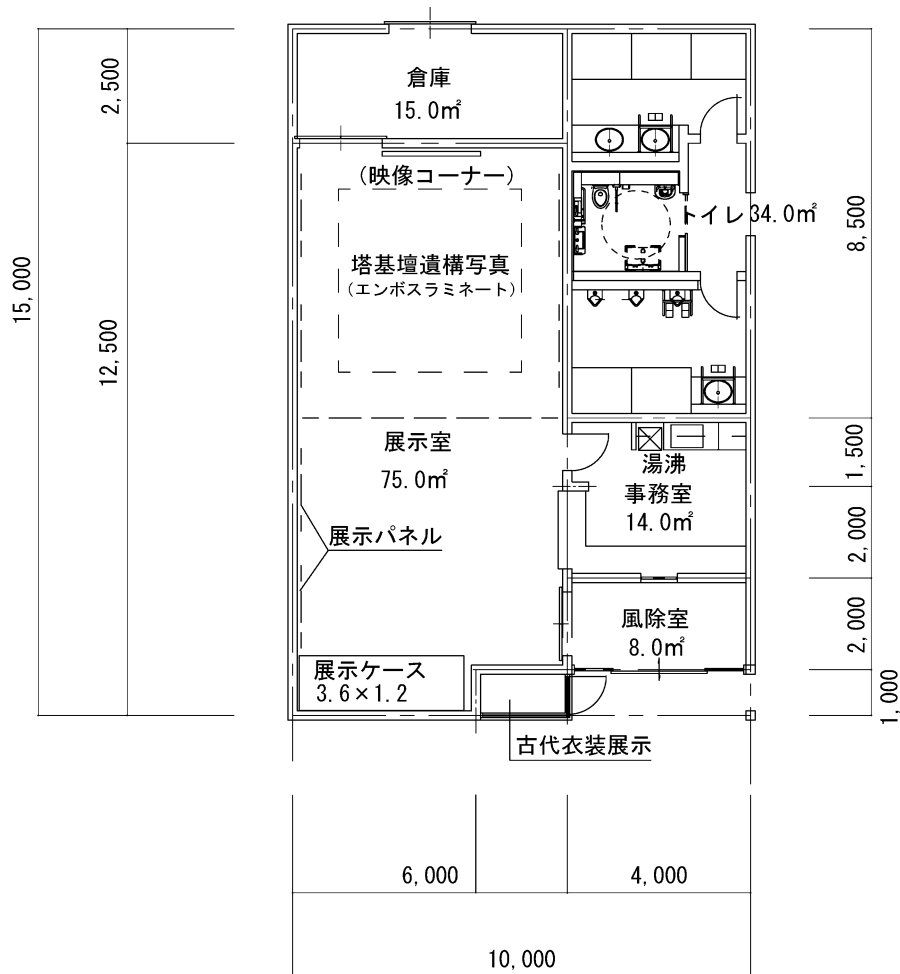 倉庫
15.0㎡
(映像コーナー)
塔基壇遺構写真
(エンボスラミネート)
トイレ 34.0㎡
展示室
75.0㎡
展示パネル
湯沸
事務室
14.0㎡
風除室
8.0㎡
展示ケース
3.6×1.2
古代衣装展示
2,500
12,500
15,000
8,500
1,500
2,000
2,000
1,000
6,000
4,000
10,000